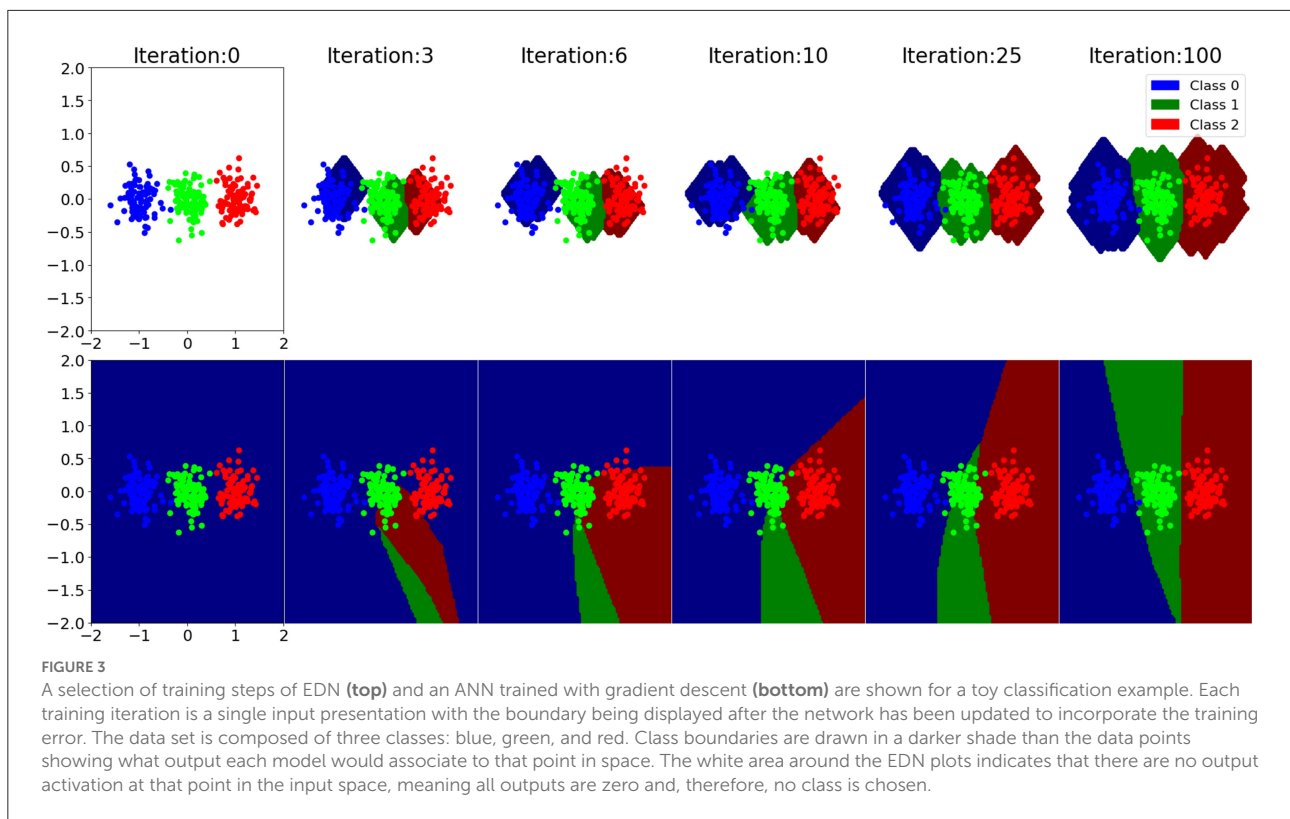 Iteration:0 Iteration:3 Iteration:6 Iteration:10 Iteration:25 Iteration:100
2.0
1.5
1.0
0.5
0.0
−0.5
−1.0
−1.5
−2.0
−2 −1 0 1 2
Class 0
Class 1
Class 2
2.0
1.5
1.0
0.5
0.0
−0.5
−1.0
−1.5
−2.0
−2 −1 0 1 2
FIGURE 3
A selection of training steps of EDN (top) and an ANN trained with gradient descent (bottom) are shown for a toy classification example. Each
training iteration is a single input presentation with the boundary being displayed after the network has been updated to incorporate the training
error. The data set is composed of three classes: blue, green, and red. Class boundaries are drawn in a darker shade than the data points
showing what output each model would associate to that point in space. The white area around the EDN plots indicates that there are no output
activation at that point in the input space, meaning all outputs are zero and, therefore, no class is chosen.